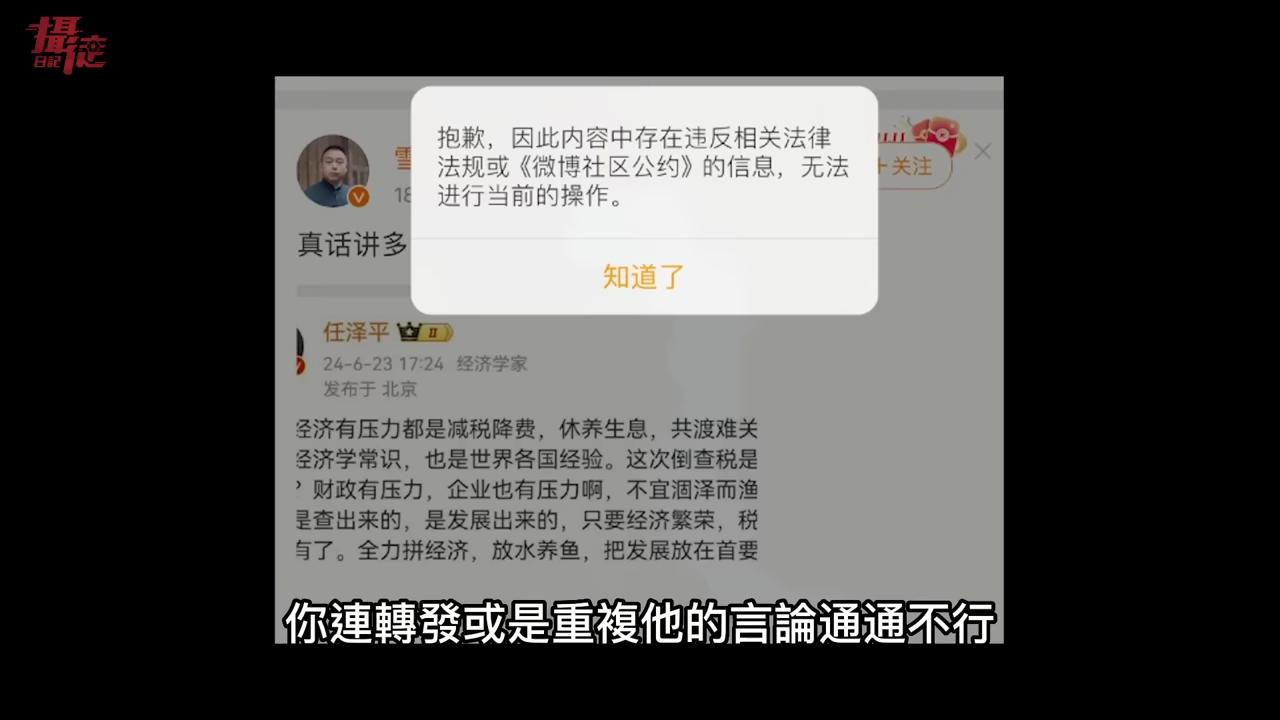 攝徒
日記
抱歉，因此内容中存在违反相关法律
法规或《微博社区公约》的信息，无法
进行当前的操作。
知道了
雪
18
+关注
真话讲多
任泽平 II
24-6-23 17:24 经济学家
发布于 北京
经济有压力都是减税降费，休养生息，共渡难关
经济学常识，也是世界各国经验。这次倒查税是
？财政有压力，企业也有压力啊，不宜涸泽而渔
是查出来的，是发展出来的，只要经济繁荣，税
有了。全力拼经济，放水养鱼，把发展放在首要
你連轉發或是重複他的言論通通不行